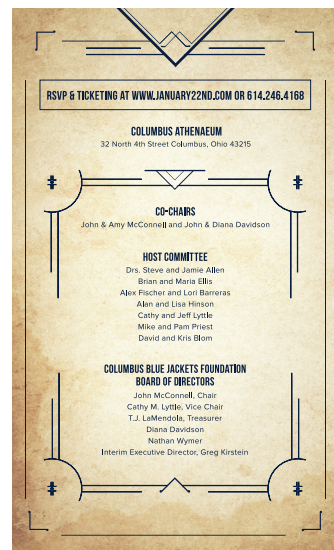 RSVP & TICKETING AT WWW.JANUARY22ND.COM OR 614.246.4168
COLUMBUS ATHENAEUM
32 North 4th Street Columbus, Ohio 43215
CO-CHAIRS
John & Amy McConnell and John & Diana Davidson
HOST COMMITTEE
Drs. Steve and Jamie Allen
Brian and Maria Ellis
Alex Fischer and Lori Barreras
Alan and Lisa Hinson
Cathy and Jeff Lyttle
Mike and Pam Priest
David and Kris Blom
COLUMBUS BLUE JACKETS FOUNDATION
BOARD OF DIRECTORS
John McConnell, Chair
Cathy M. Lyttle, Vice Chair
T.J. LaMendola, Treasurer
Diana Davidson
Nathan Wymer
Interim Executive Director, Greg Kirstein